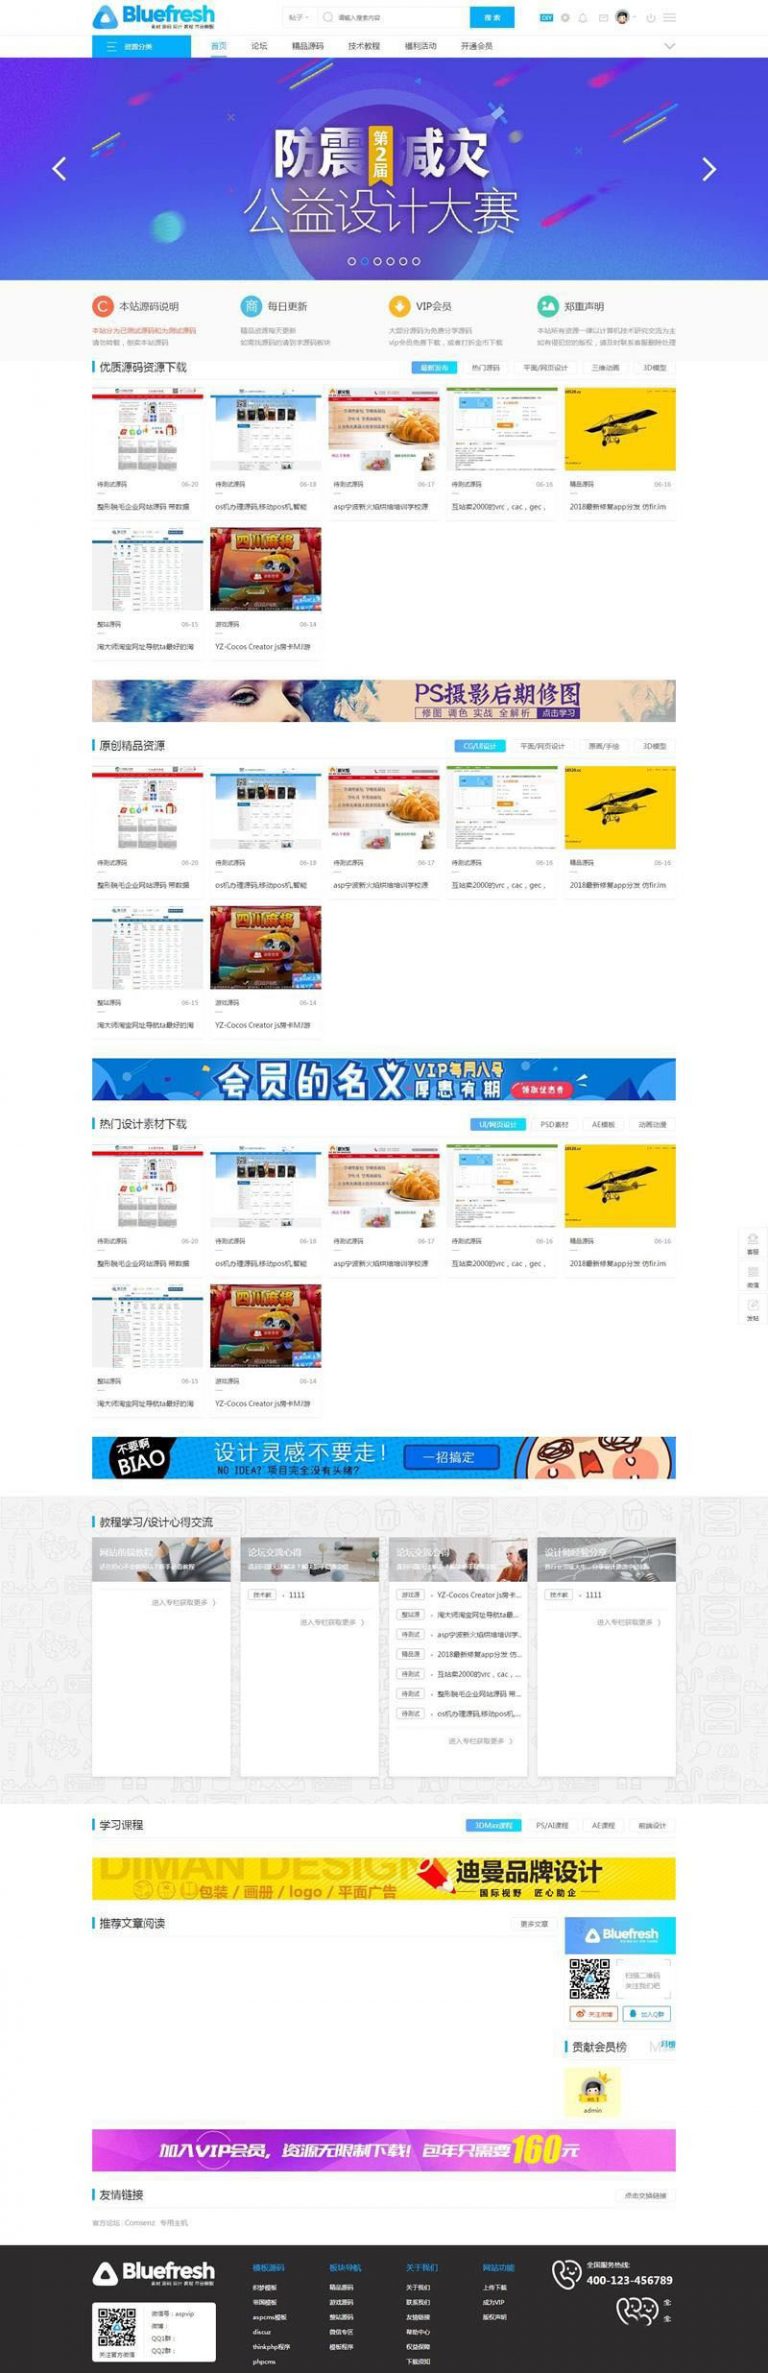 Bluefresh
素材 源码 设计 教程 尽在模板
帖子
请输入搜索内容
搜 索
DIY
资源分类
首页
论坛
精品源码
技术教程
福利活动
开通会员
防震 第2届 减灾
公益设计大赛
本站源码说明
每日更新
VIP会员
郑重声明
本站分为已测试源码和为测试源码
精品资源每天更新
大部分源码为免费分享源码
本站所有资源一律以计算机技术研究交流为主
vip会员免费下载，或者打折金币下载
优质源码资源下载
最新发布
热门源码
平面/网页设计
三维动画
3D模型
待测试源码 06-20
待测试源码 06-18
待测试源码 06-17
待测试源码 06-16
精品源码 06-16
整形脱毛企业网站源码 带数据
os机办理源码,移动pos机,智能
asp宁波新火焰烘培培训学校源
互站卖2000的vrc，cac，gec，
2018最新修复app分发 仿fir.im
四川麻将
整站源码 06-15
游戏源码 06-14
淘大师淘宝网址导航ta最好的淘
YZ-Cocos Creator js房卡MJ游
PS摄影后期修图
修图 调色 实战 全解析 点击学习
原创精品资源
CG/UI设计
平面/网页设计
原画/手绘
3D模型
待测试源码 06-20
待测试源码 06-18
待测试源码 06-17
待测试源码 06-16
精品源码 06-16
整形脱毛企业网站源码 带数据
os机办理源码,移动pos机,智能
asp宁波新火焰烘培培训学校源
互站卖2000的vrc，cac，gec，
2018最新修复app分发 仿fir.im
四川麻将
整站源码 06-15
游戏源码 06-14
淘大师淘宝网址导航ta最好的淘
YZ-Cocos Creator js房卡MJ游
会员的名义 VIP每月八号
厚惠有期 领取优惠券
热门设计素材下载
UI/网页设计
PSD素材
AE模板
动画动漫
待测试源码 06-20
待测试源码 06-18
待测试源码 06-17
待测试源码 06-16
精品源码 06-16
整形脱毛企业网站源码 带数据
os机办理源码,移动pos机,智能
asp宁波新火焰烘培培训学校源
互站卖2000的vrc，cac，gec，
2018最新修复app分发 仿fir.im
客服
微信
发帖
四川麻将
整站源码 06-15
游戏源码 06-14
淘大师淘宝网址导航ta最好的淘
YZ-Cocos Creator js房卡MJ游
不要啊
BIAO
设计灵感不要走！
NO IDEA? 项目完全没有头绪?
一招搞定
教程学习/设计心得交流
网站剪辑教程
论坛交流心得
论坛交流心得
设计师经验分享
进入专栏获取更多
技术教 1111
进入专栏获取更多
游戏源 YZ-Cocos Creator js房卡...
整站源 淘大师淘宝网址导航ta最...
待测试 asp宁波新火焰烘培培训学...
精品源 2018最新修复app分发 仿...
待测试 互站卖2000的vrc，cac，...
待测试 整形脱毛企业网站源码 带...
待测试 os机办理源码,移动pos机,...
进入专栏获取更多
技术教 1111
进入专栏获取更多
学习课程
3DMax课程
PS/AI课程
AE课程
前端设计
DIMAN DESIGN
包装 / 画册 / logo / 平面广告
迪曼品牌设计
国际视野 匠心助企
推荐文章阅读
更多文章
Bluefresh
扫描二维码
关注我们吧
关注微博
加入Q群
贡献会员榜
月榜
admin
加入VIP会员，资源无限制下载！包年只需要160元
友情链接
点击交换链接
官方论坛 Comsenz 专用主机
Bluefresh
素材 源码 设计 教程 尽在模板
微信号：aspvip
微博：
QQ1群：
QQ2群：
关注官方微信
模板源码
织梦模板
帝国模板
aspcms模板
discuz
thinkphp程序
phpcms
板块导航
精品源码
游戏源码
整站源码
微信专区
模板程序
关于我们
关于我们
联系我们
友情链接
帮助中心
权益保障
下载须知
网站功能
上传下载
成为VIP
版权声明
全国服务热线:
400-123-456789
全:
全: